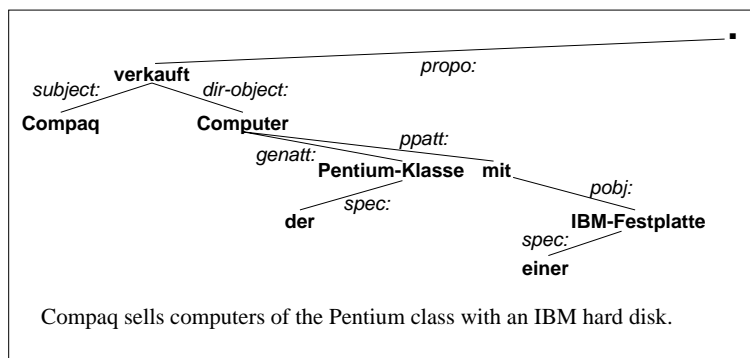 .
propo:
verkauft
subject: dir-object:
Compaq Computer
ppatt:
genatt:
Pentium-Klasse mit
spec: pobj:
der IBM-Festplatte
spec:
einer
Compaq sells computers of the Pentium class with an IBM hard disk.